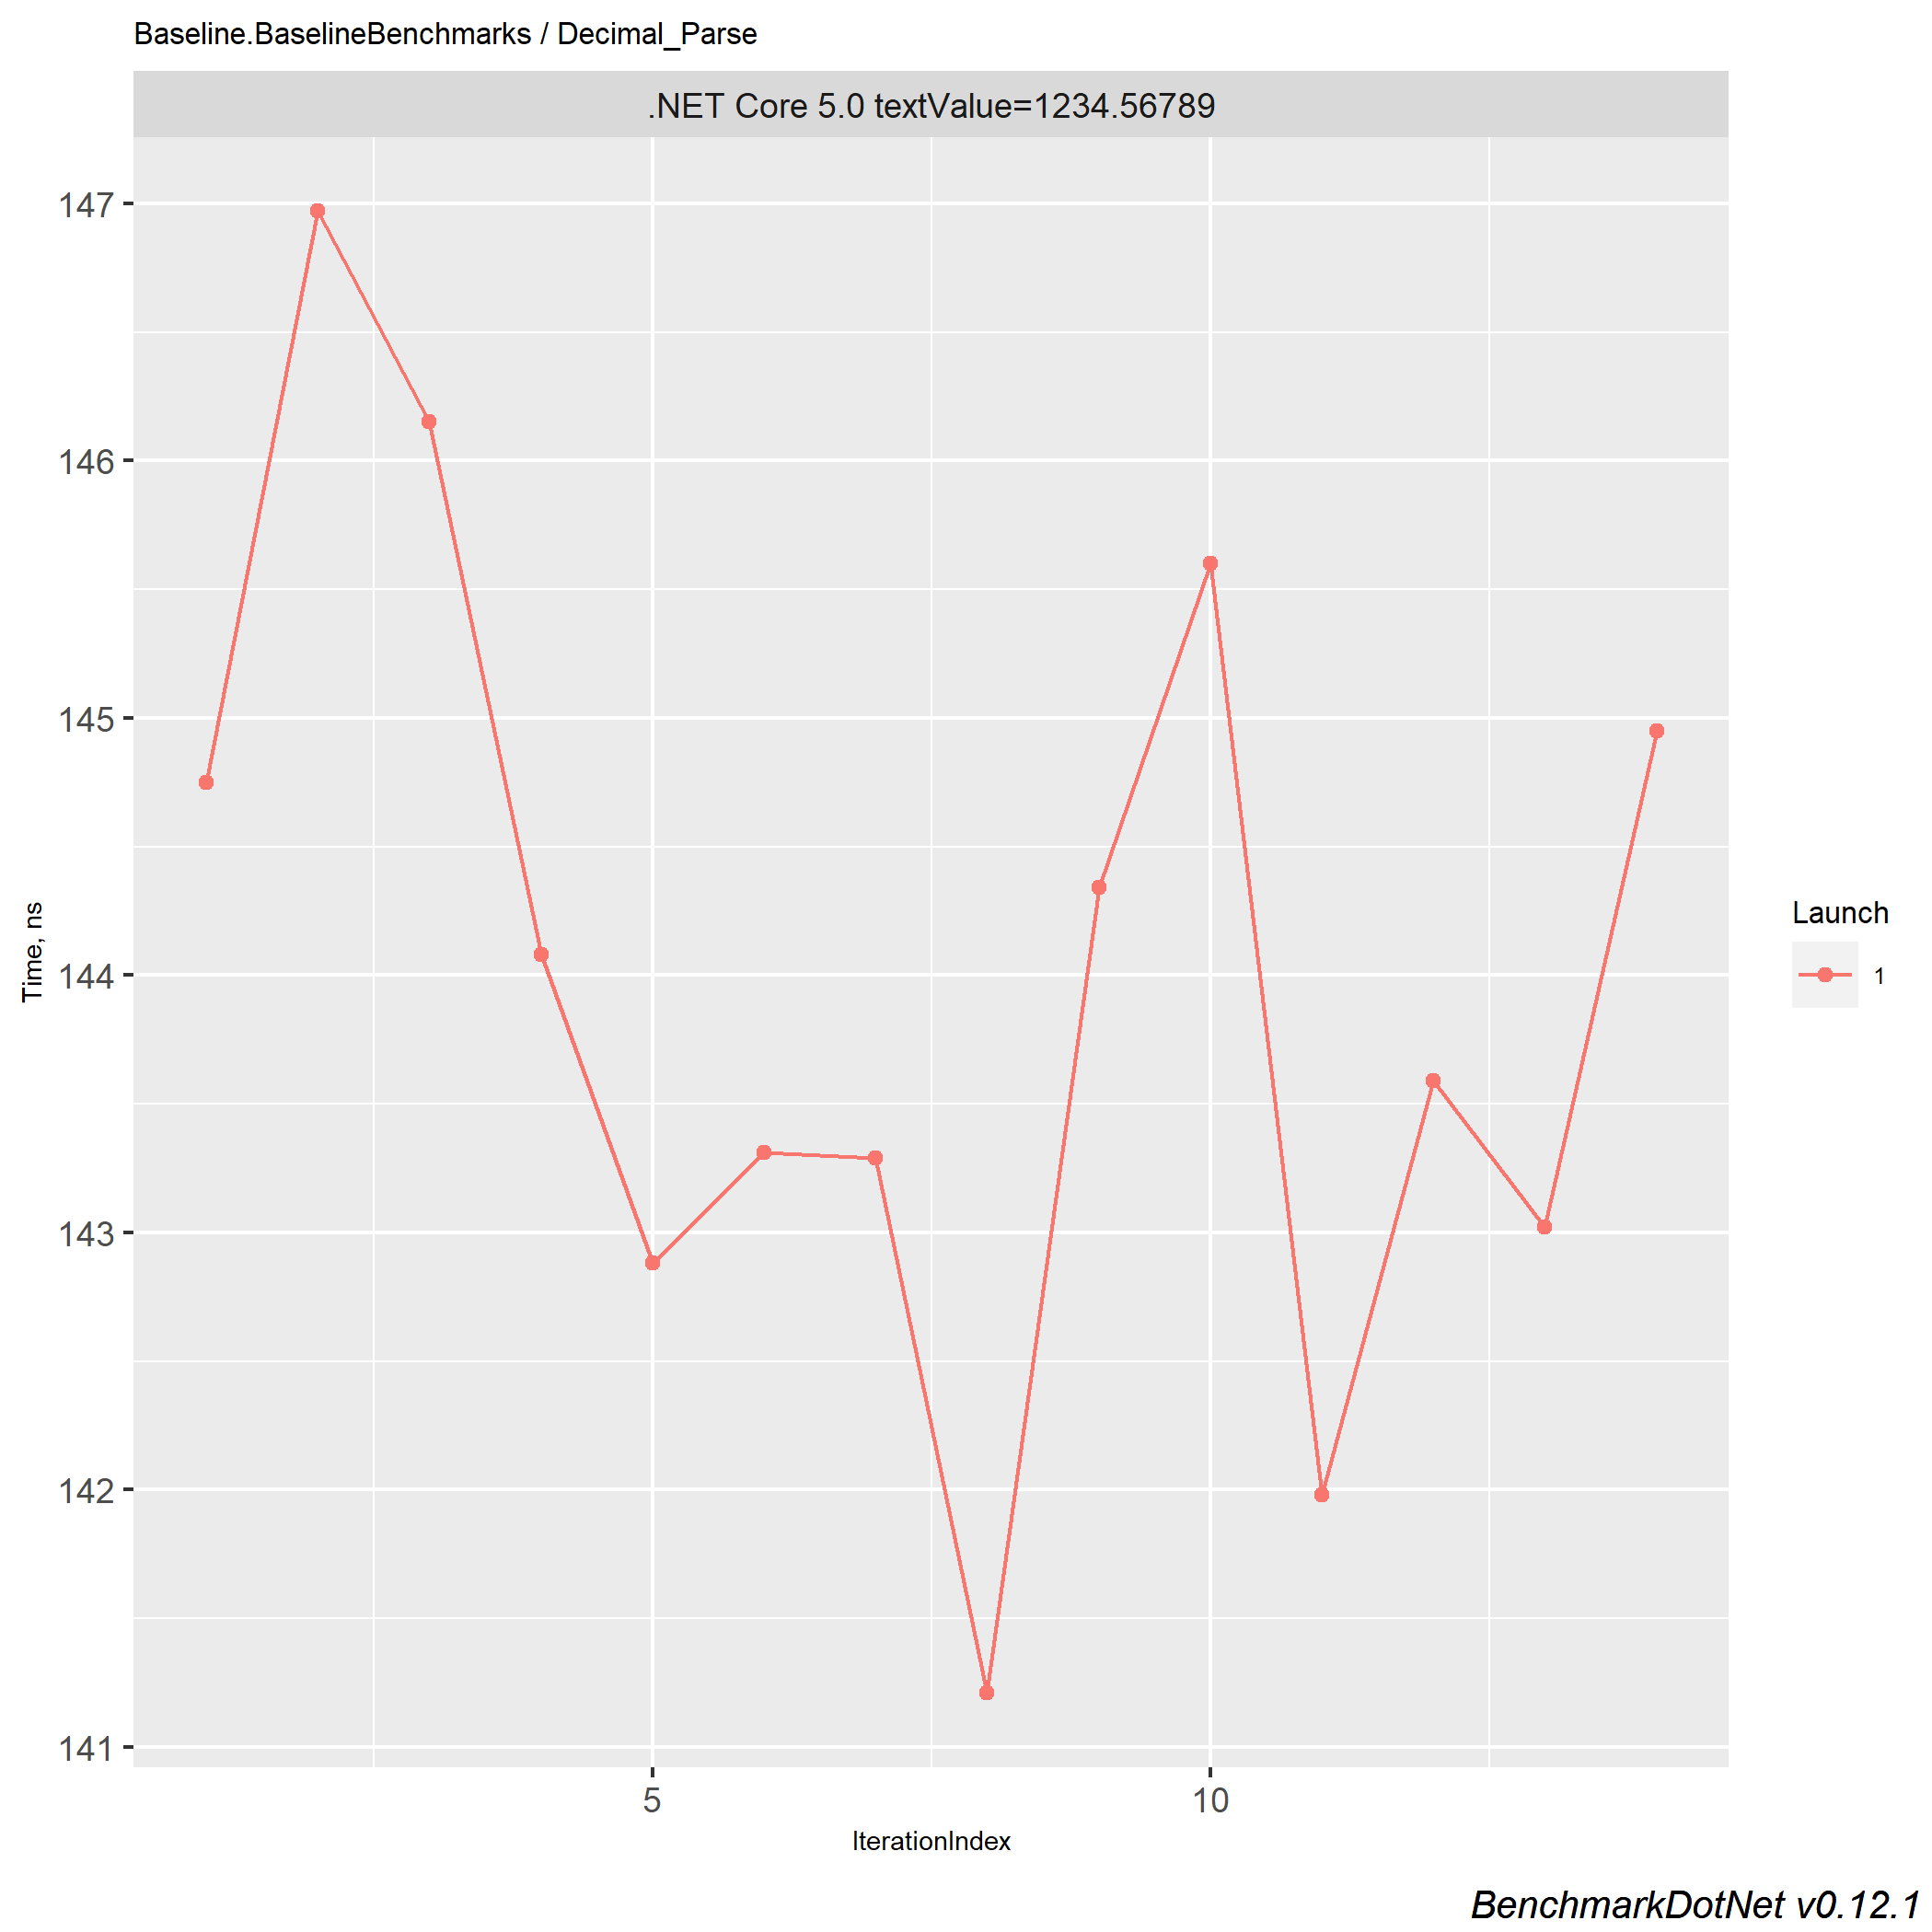 Baseline.BaselineBenchmarks / Decimal_Parse
.NET Core 5.0 textValue=1234.56789
147
146
145
144
143
142
141
Time, ns
5 10
IterationIndex
Launch
1
BenchmarkDotNet v0.12.1